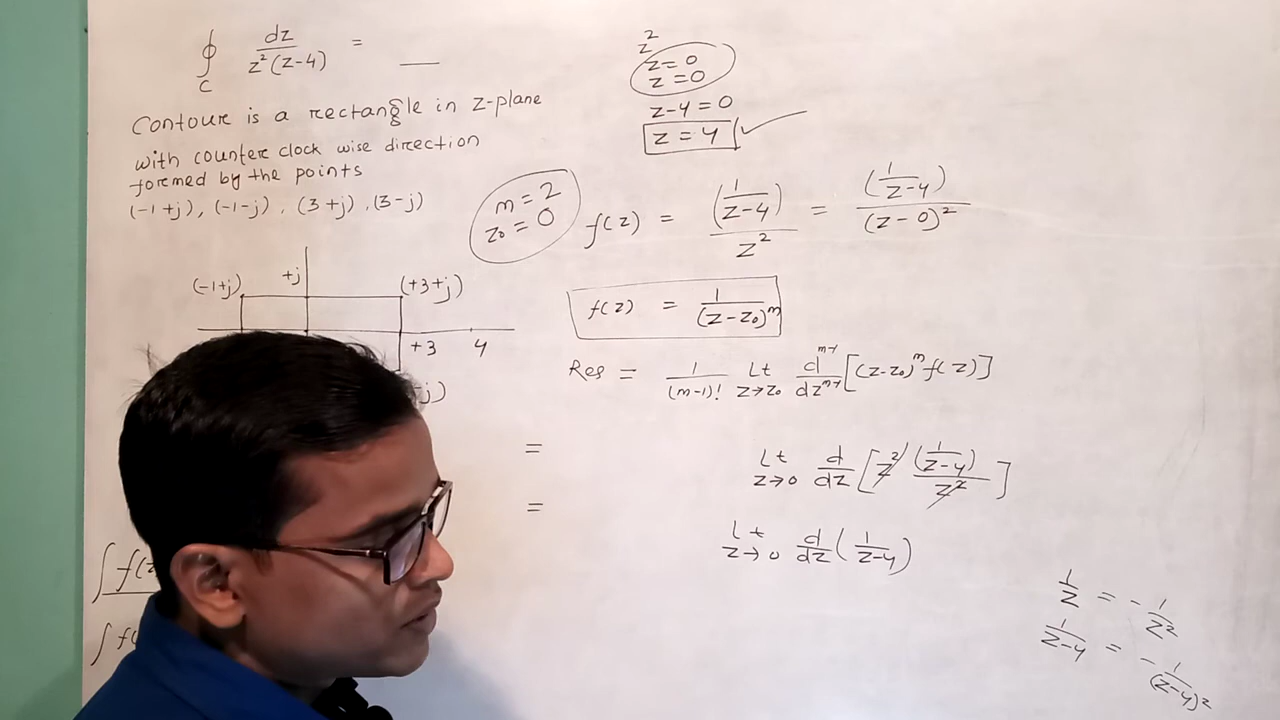 ∮_C dz / z²(z-4) = __
Contour is a rectangle in z-plane
with counter clock wise direction
formed by the points
(-1+j), (-1-j), (3+j), (3-j)
(-1+j) +j (+3+j)
+3 4
j)
∫ f(z
∫ f(
z²
z=0
z=0
z-4=0
z=4
m=2
z₀=0
f(z) = (1/(z-4)) / z² = (1/(z-4)) / (z-0)²
f(z) = 1/(z-z₀)^m
Res = 1/(m-1)! Lt z→z₀ d^(m-1)/dz^(m-1) [(z-z₀)^m f(z)]
= Lt z→0 d/dz [z² (1/(z-4)) / z²]
= Lt z→0 d/dz (1/(z-4))
1/z = -1/z²
1/(z-4) = -1/(z-4)²